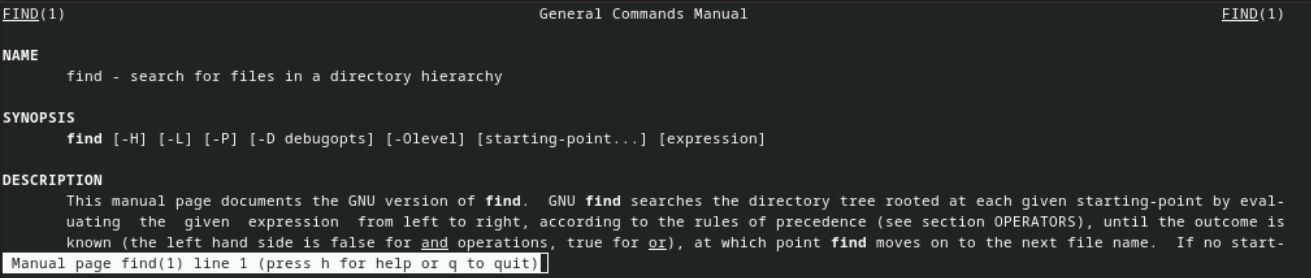 FIND(1)                    General Commands Manual                    FIND(1)
NAME
find - search for files in a directory hierarchy
SYNOPSIS
find [-H] [-L] [-P] [-D debugopts] [-Olevel] [starting-point...] [expression]
DESCRIPTION
This manual page documents the GNU version of find.  GNU find searches the directory tree rooted at each given starting-point by eval-
uating  the  given  expression  from left to right, according to the rules of precedence (see section OPERATORS), until the outcome is
known (the left hand side is false for and operations, true for or), at which point find moves on to the next file name.  If no start-
Manual page find(1) line 1 (press h for help or q to quit)